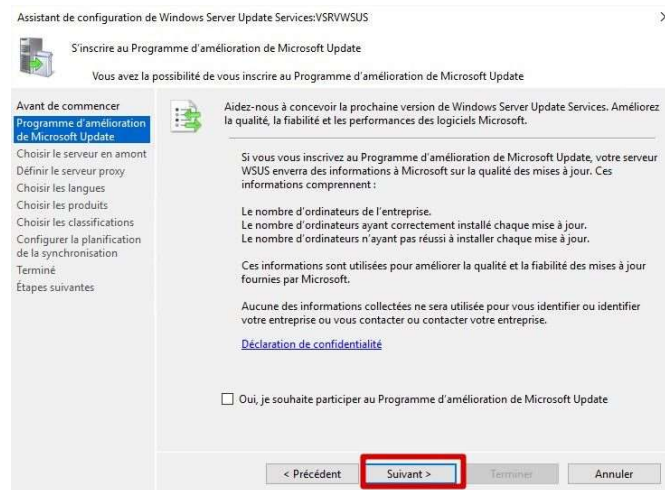 Assistant de configuration de Windows Server Update Services:VSRVWSUS
S'inscrire au Programme d'amélioration de Microsoft Update
Vous avez la possibilité de vous inscrire au Programme d'amélioration de Microsoft Update
Avant de commencer
Programme d'amélioration
de Microsoft Update
Choisir le serveur en amont
Définir le serveur proxy
Choisir les langues
Choisir les produits
Choisir les classifications
Configurer la planification
de la synchronisation
Terminé
Étapes suivantes
Aidez-nous à concevoir la prochaine version de Windows Server Update Services. Améliorez
la qualité, la fiabilité et les performances des logiciels Microsoft.
Si vous vous inscrivez au Programme d'amélioration de Microsoft Update, votre serveur
WSUS enverra des informations à Microsoft sur la qualité des mises à jour. Ces
informations comprennent :
Le nombre d'ordinateurs de l'entreprise.
Le nombre d'ordinateurs ayant correctement installé chaque mise à jour.
Le nombre d'ordinateurs n'ayant pas réussi à installer chaque mise à jour.
Ces informations sont utilisées pour améliorer la qualité et la fiabilité des mises à jour
fournies par Microsoft.
Aucune des informations collectées ne sera utilisée pour vous identifier ou identifier
votre entreprise ou vous contacter ou contacter votre entreprise.
Déclaration de confidentialité
Oui, je souhaite participer au Programme d'amélioration de Microsoft Update
< Précédent
Suivant >
Terminer
Annuler